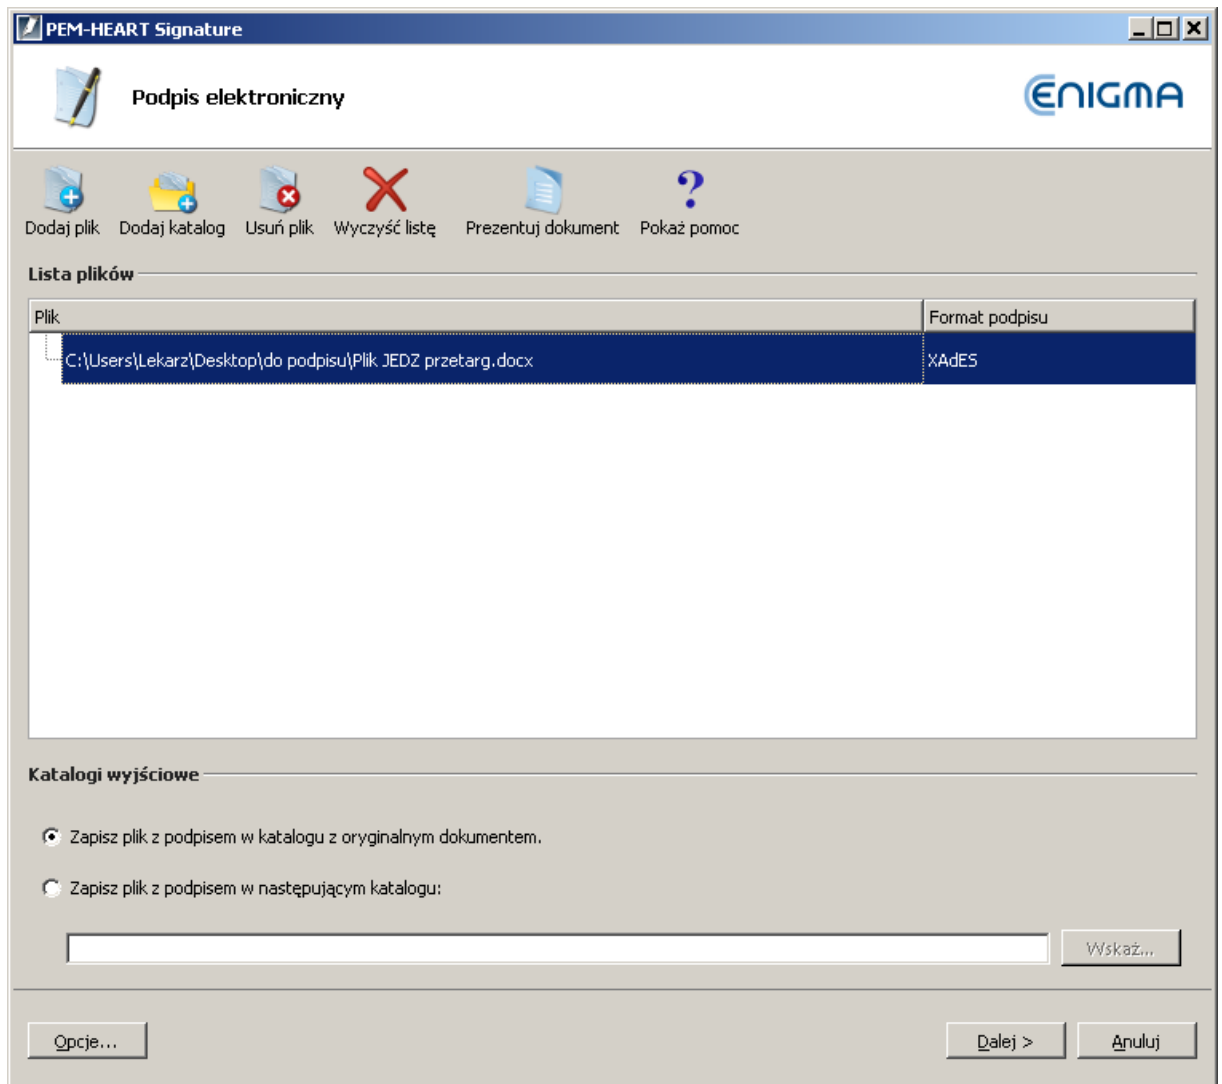 PEM-HEART Signature
Podpis elektroniczny
ENIGMA
Dodaj plik Dodaj katalog Usuń plik Wyczyść listę Prezentuj dokument Pokaż pomoc
Lista plików
Plik Format podpisu
C:\Users\Lekarz\Desktop\do podpisu\Plik JEDZ przetarg.docx XAdES
Katalogi wyjściowe
Zapisz plik z podpisem w katalogu z oryginalnym dokumentem.
Zapisz plik z podpisem w następującym katalogu:
Wskaż...
Opcje... Dalej > Anuluj